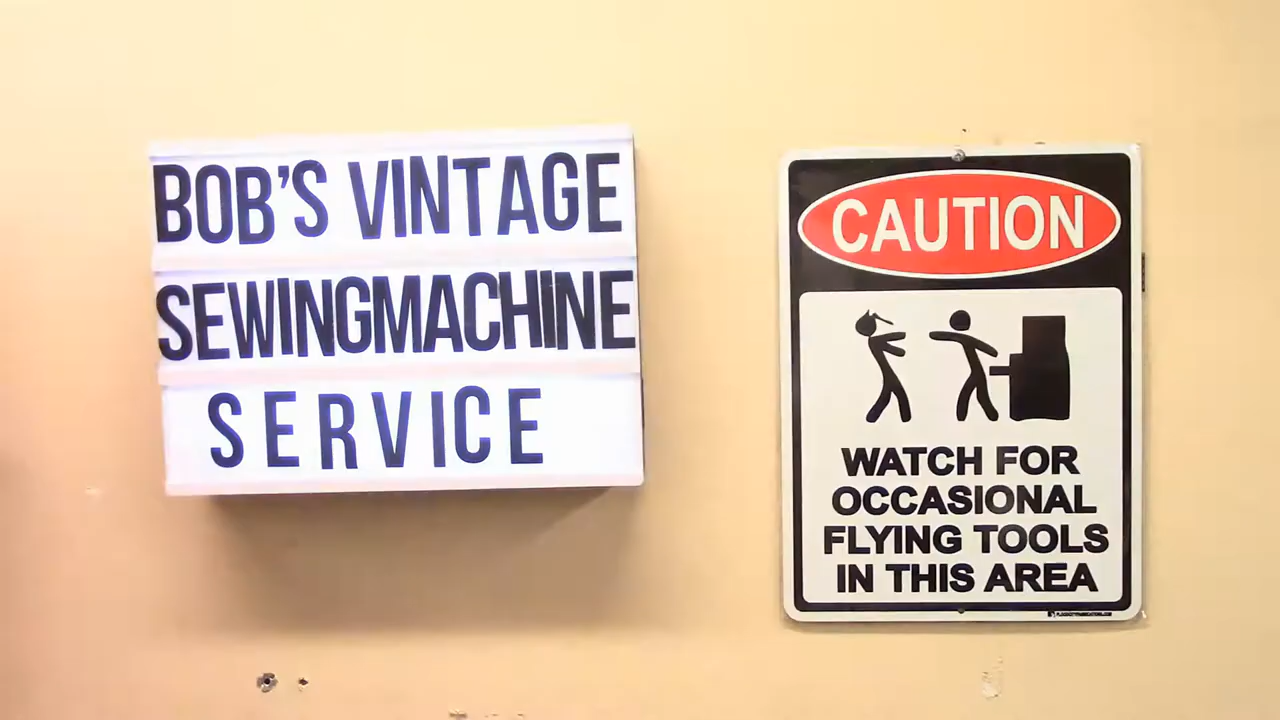 BOB'S VINTAGE
SEWINGMACHINE
SERVICE
CAUTION
WATCH FOR
OCCASIONAL
FLYING TOOLS
IN THIS AREA